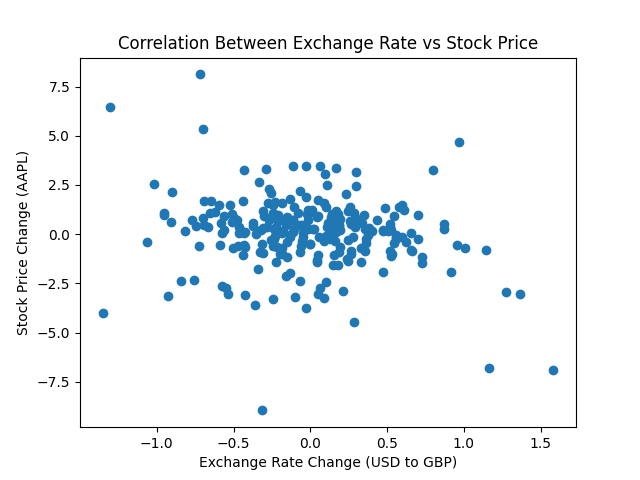 Correlation Between Exchange Rate vs Stock Price
Stock Price Change (AAPL)
7.5
5.0
2.5
0.0
−2.5
−5.0
−7.5
−1.0 −0.5 0.0 0.5 1.0 1.5
Exchange Rate Change (USD to GBP)